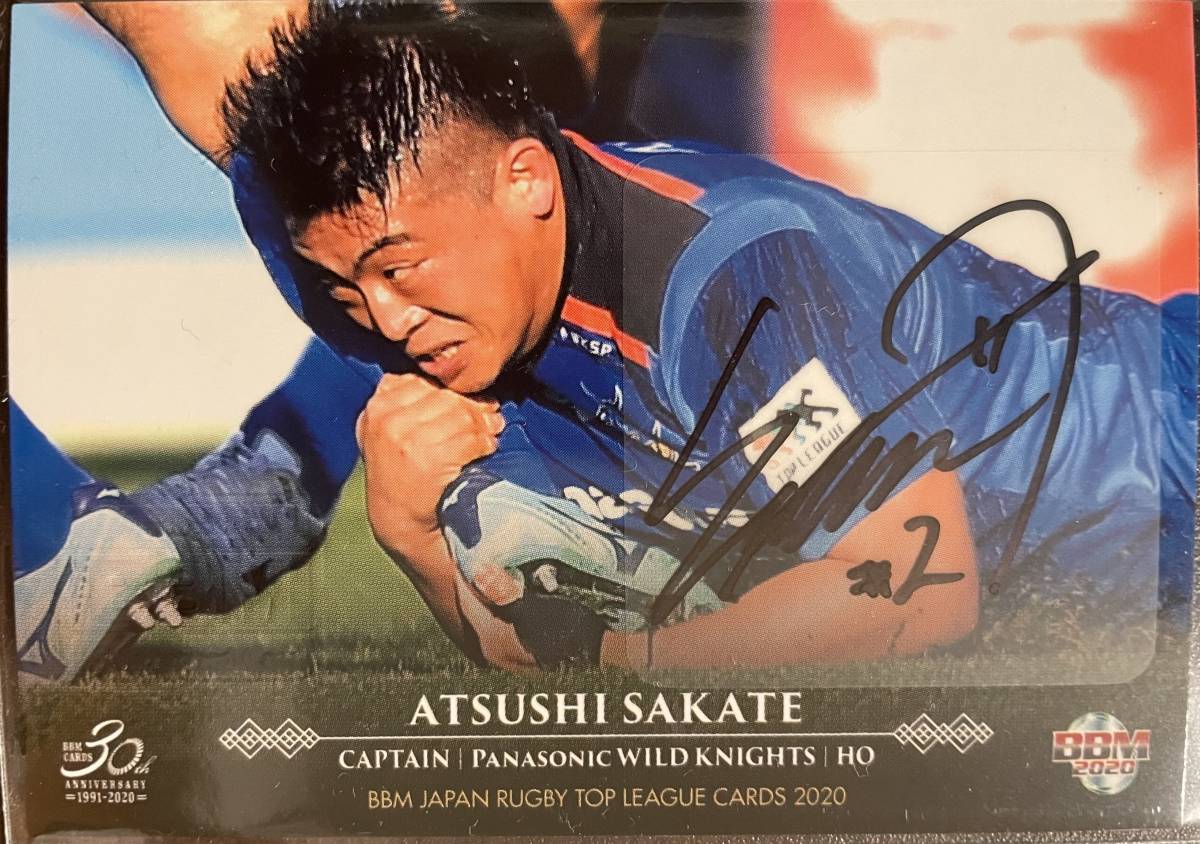 TOP LEAGUE
#2
ATSUSHI SAKATE
CAPTAIN | PANASONIC WILD KNIGHTS | HO
BBM JAPAN RUGBY TOP LEAGUE CARDS 2020
BBM CARDS 30th
ANNIVERSARY
=1991-2020=
BBM
2020